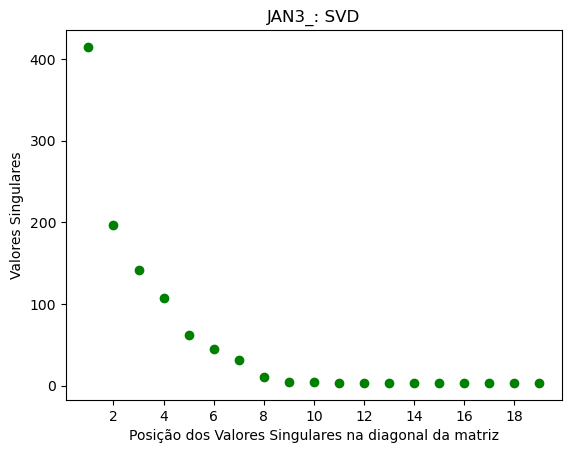 JAN3_: SVD
400
300
200
100
0
Valores Singulares
2 4 6 8 10 12 14 16 18
Posição dos Valores Singulares na diagonal da matriz